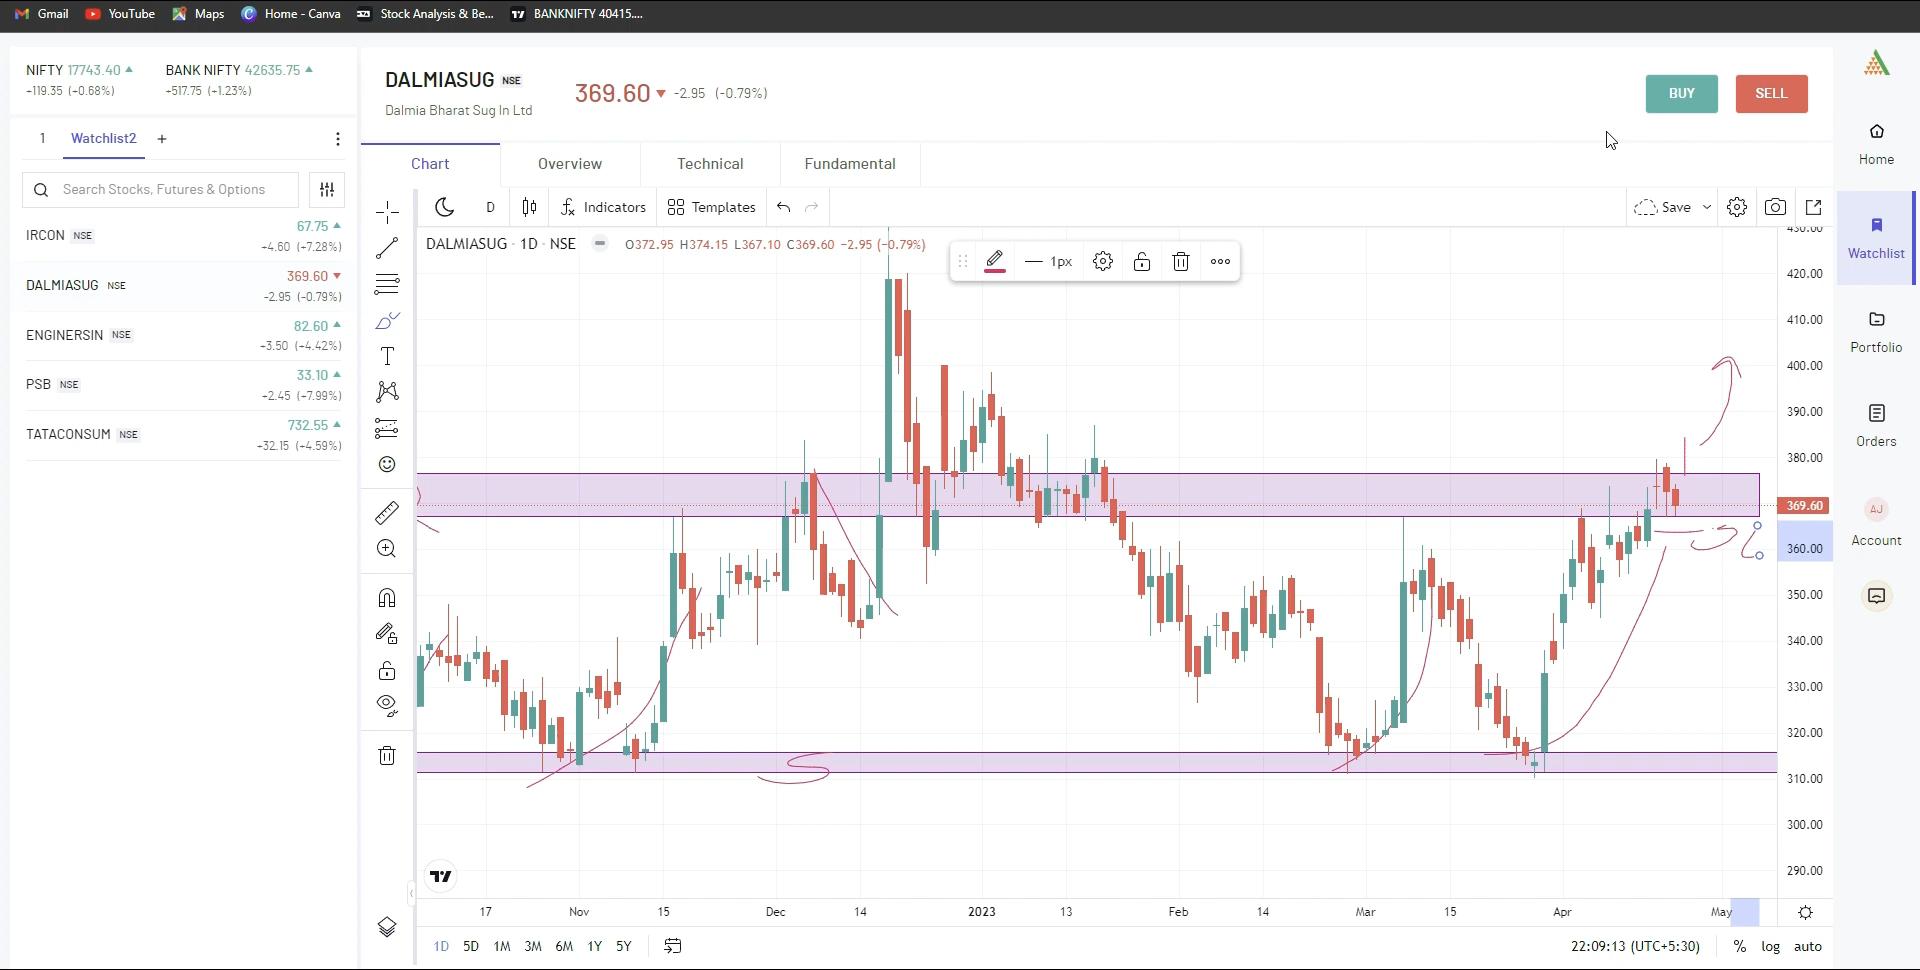 Gmail YouTube Maps Home - Canva Stock Analysis & Be... BANKNIFTY 40415....
NIFTY 17743.40 BANK NIFTY 42635.75
+119.35 (+0.68%) +517.75 (+1.23%)
1 Watchlist2 +
Search Stocks, Futures & Options
IRCON NSE 67.75
+4.60 (+7.28%)
DALMIASUG NSE 369.60
-2.95 (-0.79%)
ENGINERSIN NSE 82.60
+3.50 (+4.42%)
PSB NSE 33.10
+2.45 (+7.99%)
TATACONSUM NSE 732.55
+32.15 (+4.59%)
DALMIASUG NSE
Dalmia Bharat Sug In Ltd
369.60 -2.95 (-0.79%)
BUY SELL
Chart Overview Technical Fundamental
D Indicators Templates Save
DALMIASUG · 1D · NSE O372.95 H374.15 L367.10 C369.60 -2.95 (-0.79%)
1px
430.00
420.00
410.00
400.00
390.00
380.00
369.60
360.00
350.00
340.00
330.00
320.00
310.00
300.00
290.00
17 Nov 15 Dec 14 2023 13 Feb 14 Mar 15 Apr May
1D 5D 1M 3M 6M 1Y 5Y
22:09:13 (UTC+5:30) % log auto
Home
Watchlist
Portfolio
Orders
AJ
Account